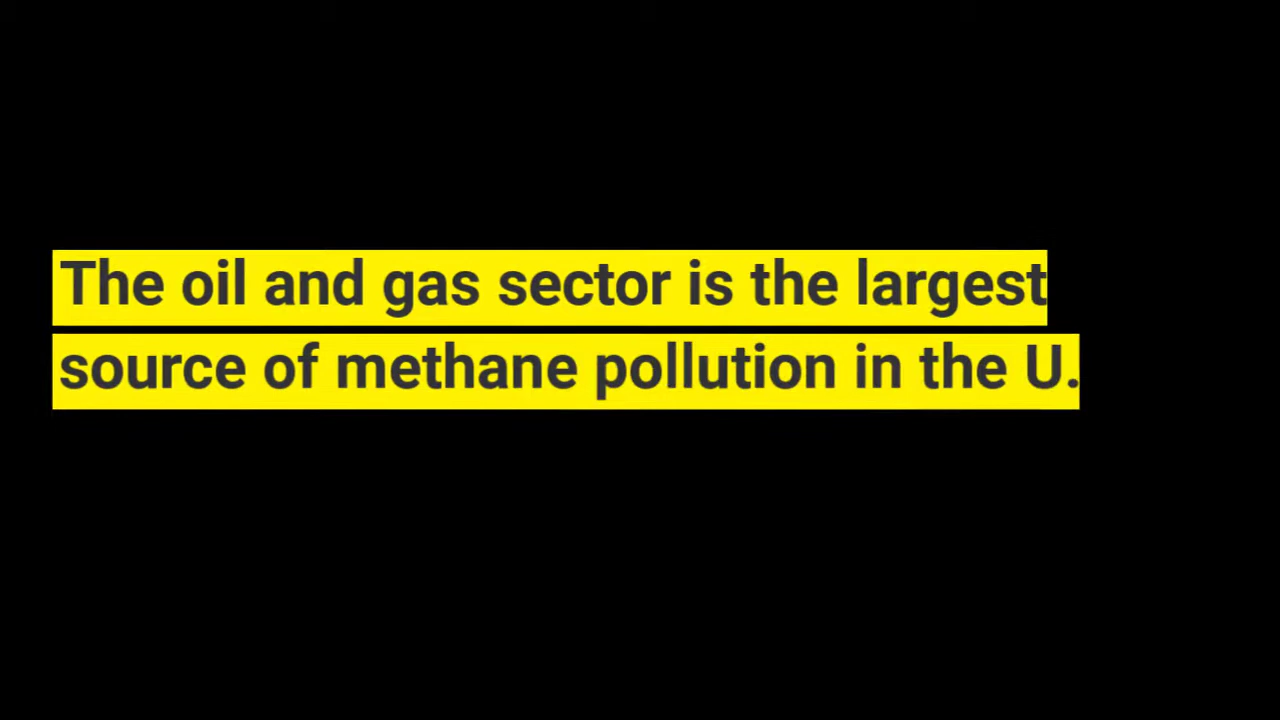 The oil and gas sector is the largest
source of methane pollution in the U.